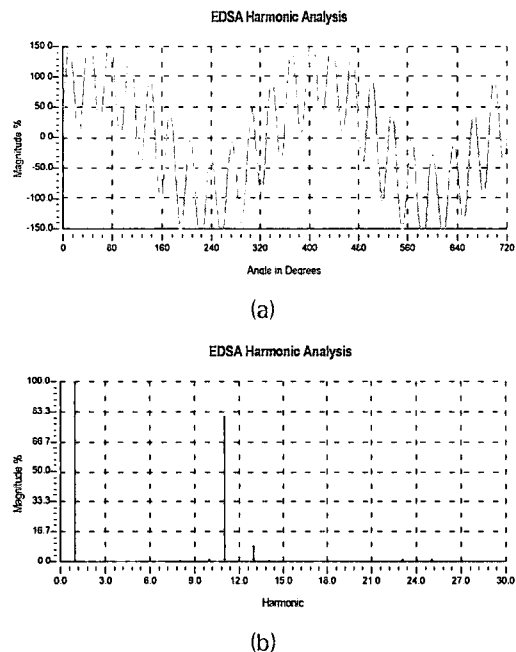 EDSA Harmonic Analysis
150.0
100.0
50.0
0.0
-50.0
-100.0
-150.0
Magnitude %
0 80 160 240 320 400 480 560 640 720
Angle in Degrees
(a)
EDSA Harmonic Analysis
100.0
83.3
66.7
50.0
33.3
16.7
0.0
Magnitude %
0.0 3.0 6.0 9.0 12.0 15.0 18.0 21.0 24.0 27.0 30.0
Harmonic
(b)